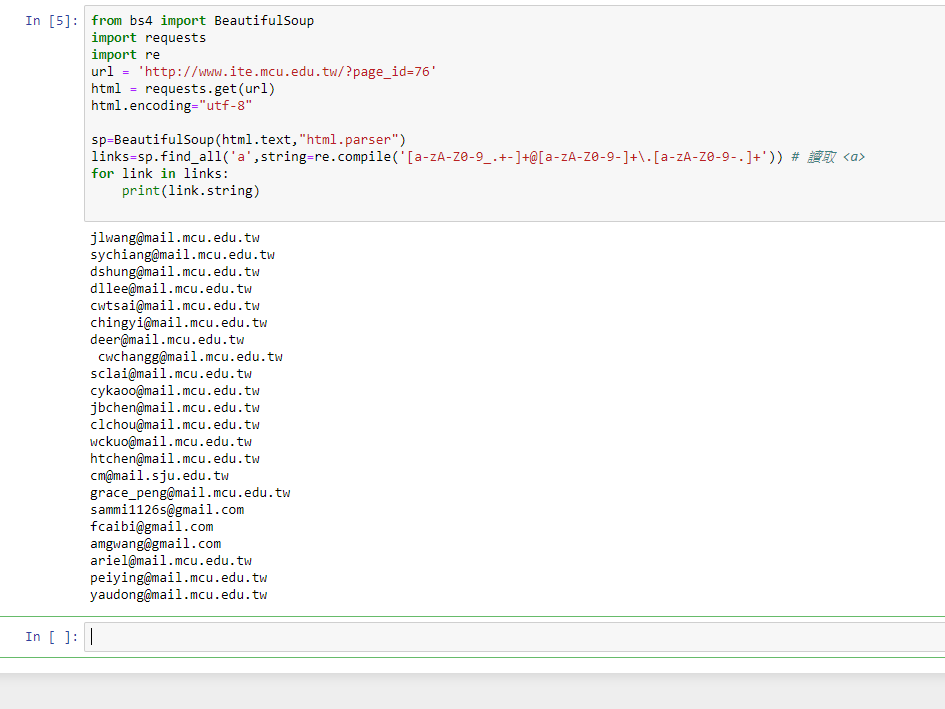 In [5]:
from bs4 import BeautifulSoup
import requests
import re
url = 'http://www.ite.mcu.edu.tw/?page_id=76'
html = requests.get(url)
html.encoding="utf-8"

sp=BeautifulSoup(html.text,"html.parser")
links=sp.find_all('a',string=re.compile('[a-zA-Z0-9_.+-]+@[a-zA-Z0-9-]+\.[a-zA-Z0-9-.]+')) # 讀取 <a>
for link in links:
    print(link.string)

jlwang@mail.mcu.edu.tw
sychiang@mail.mcu.edu.tw
dshung@mail.mcu.edu.tw
dllee@mail.mcu.edu.tw
cwtsai@mail.mcu.edu.tw
chingyi@mail.mcu.edu.tw
deer@mail.mcu.edu.tw
 cwchangg@mail.mcu.edu.tw
sclai@mail.mcu.edu.tw
cykaoo@mail.mcu.edu.tw
jbchen@mail.mcu.edu.tw
clchou@mail.mcu.edu.tw
wckuo@mail.mcu.edu.tw
htchen@mail.mcu.edu.tw
cm@mail.sju.edu.tw
grace_peng@mail.mcu.edu.tw
sammi1126s@gmail.com
fcaibi@gmail.com
amgwang@gmail.com
ariel@mail.mcu.edu.tw
peiying@mail.mcu.edu.tw
yaudong@mail.mcu.edu.tw
In [ ]: